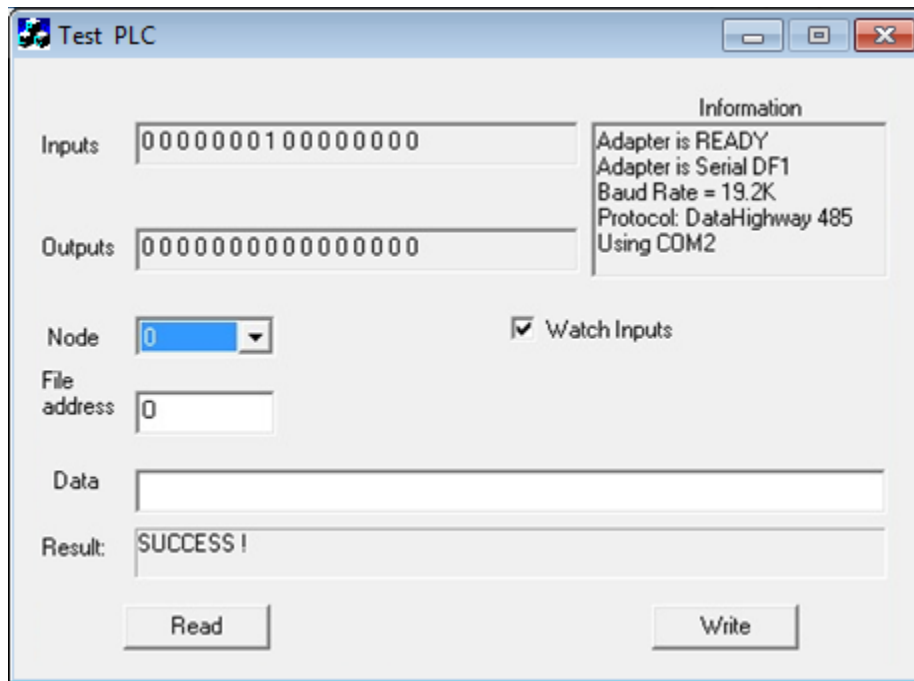 Test PLC
Information
Inputs 0000000100000000
Adapter is READY
Adapter is Serial DF1
Baud Rate = 19.2K
Protocol: DataHighway 485
Using COM2
Outputs 0000000000000000
Node 0
Watch Inputs
File address 0
Data
Result: SUCCESS !
Read
Write